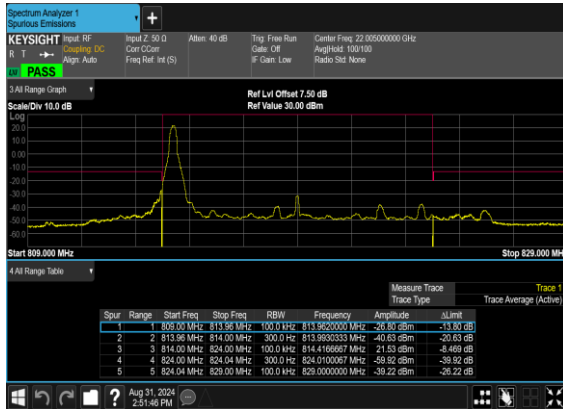 Spectrum Analyzer 1
Spurious Emissions
+
KEYSIGHT Input: RF Input Z: 50 Ω Atten: 40 dB Trig: Free Run Center Freq: 22.005000000 GHz
R T Coupling: DC Corr CCorr Gate: Off Avg|Hold: 100/100
Align: Auto Freq Ref: Int (S) IF Gain: Low Radio Std: None
PASS
3 All Range Graph
Ref Lvl Offset 7.50 dB
Scale/Div 10.0 dB Ref Value 30.00 dBm
Log
20.0
10.0
0.00
-10.0
-20.0
-30.0
-40.0
-50.0
-60.0
Start 809.000 MHz Stop 829.000 MHz
4 All Range Table
Measure Trace Trace 1
Trace Type Trace Average (Active)
Spur Range Start Freq Stop Freq RBW Frequency Amplitude ΔLimit
1 1 809.00 MHz 813.96 MHz 100.0 kHz 813.9620000 MHz -26.80 dBm -13.80 dB
2 2 813.96 MHz 814.00 MHz 300.0 Hz 813.9930333 MHz -40.63 dBm -20.63 dB
3 3 814.00 MHz 824.00 MHz 100.0 kHz 814.4166667 MHz 21.53 dBm -8.469 dB
4 4 824.00 MHz 824.04 MHz 300.0 Hz 824.0100067 MHz -59.92 dBm -39.92 dB
5 5 824.04 MHz 829.00 MHz 100.0 kHz 829.0000000 MHz -39.22 dBm -26.22 dB
? Aug 31, 2024
2:51:46 PM